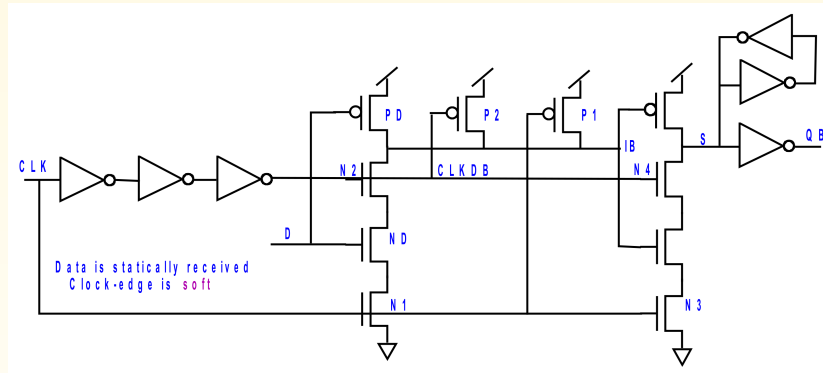 PD
P2
P1
QB
S
IB
CLK
N2
CLKDB
N4
D
ND
Data is statically received
Clock-edge is soft
N1
N3